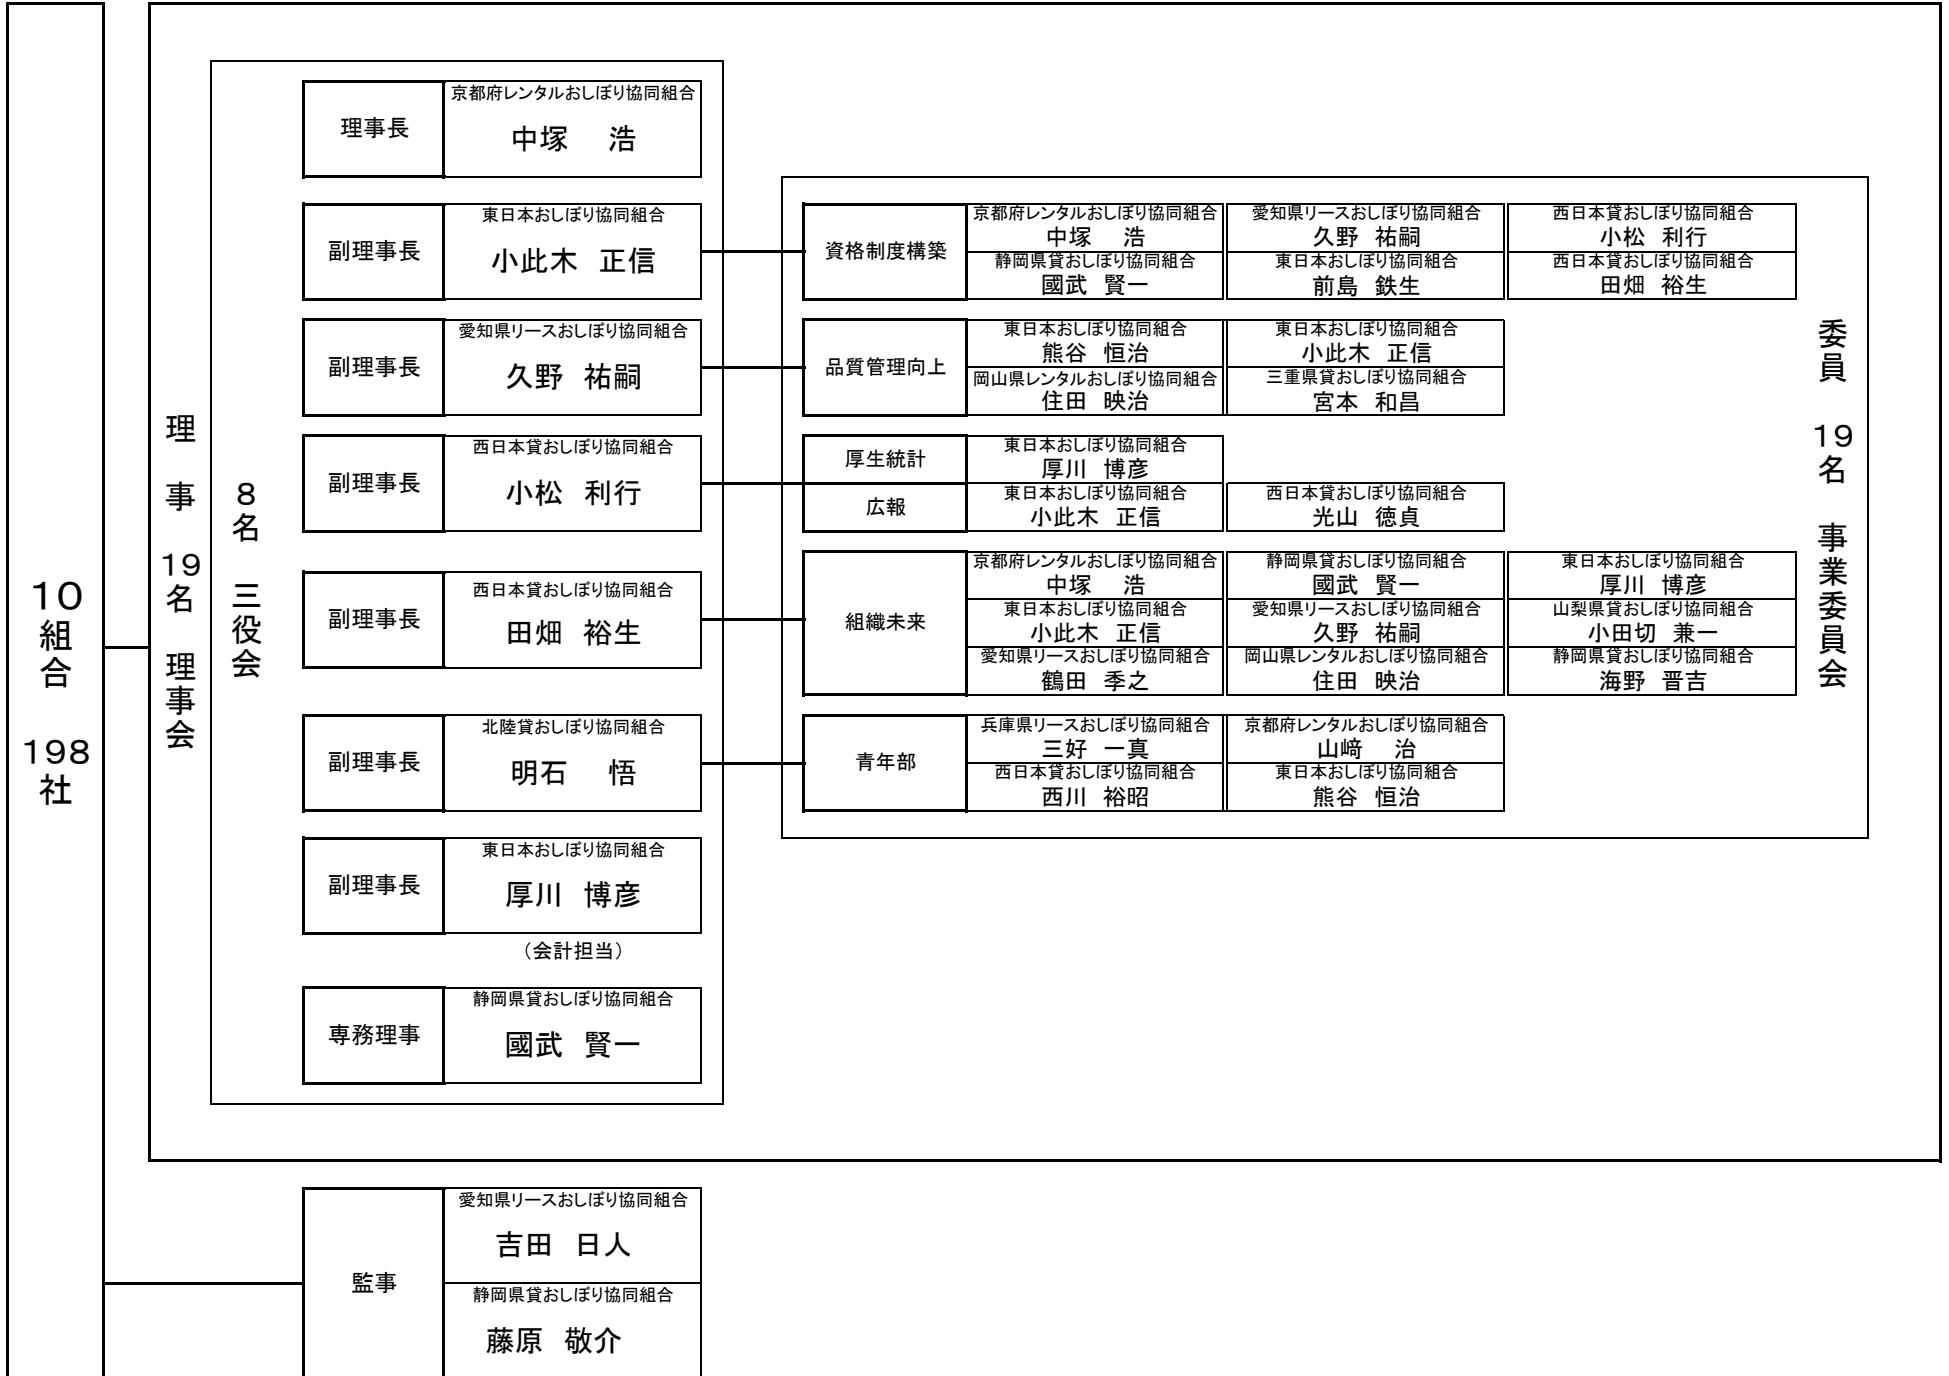 10組合 198社
理事 19名 理事会
8名 三役会
理事長
京都府レンタルおしぼり協同組合
中塚 浩
副理事長
東日本おしぼり協同組合
小此木 正信
副理事長
愛知県リースおしぼり協同組合
久野 祐嗣
副理事長
西日本貸おしぼり協同組合
小松 利行
副理事長
西日本貸おしぼり協同組合
田畑 裕生
副理事長
北陸貸おしぼり協同組合
明石 悟
副理事長
東日本おしぼり協同組合
厚川 博彦
（会計担当）
専務理事
静岡県貸おしぼり協同組合
國武 賢一
資格制度構築
京都府レンタルおしぼり協同組合 愛知県リースおしぼり協同組合 西日本貸おしぼり協同組合
中塚 浩 久野 祐嗣 小松 利行
静岡県貸おしぼり協同組合 東日本おしぼり協同組合 西日本貸おしぼり協同組合
國武 賢一 前島 鉄生 田畑 裕生
品質管理向上
東日本おしぼり協同組合 東日本おしぼり協同組合
熊谷 恒治 小此木 正信
岡山県レンタルおしぼり協同組合 三重県貸おしぼり協同組合
住田 映治 宮本 和昌
厚生統計
東日本おしぼり協同組合
厚川 博彦
広報
東日本おしぼり協同組合 西日本貸おしぼり協同組合
小此木 正信 光山 徳貞
組織未来
京都府レンタルおしぼり協同組合 静岡県貸おしぼり協同組合 東日本おしぼり協同組合
中塚 浩 國武 賢一 厚川 博彦
東日本おしぼり協同組合 愛知県リースおしぼり協同組合 山梨県貸おしぼり協同組合
小此木 正信 久野 祐嗣 小田切 兼一
愛知県リースおしぼり協同組合 岡山県レンタルおしぼり協同組合 静岡県貸おしぼり協同組合
鶴田 季之 住田 映治 海野 晋吉
青年部
兵庫県リースおしぼり協同組合 京都府レンタルおしぼり協同組合
三好 一真 山﨑 治
西日本貸おしぼり協同組合 東日本おしぼり協同組合
西川 裕昭 熊谷 恒治
委員 19名 事業委員会
監事
愛知県リースおしぼり協同組合
吉田 日人
静岡県貸おしぼり協同組合
藤原 敬介